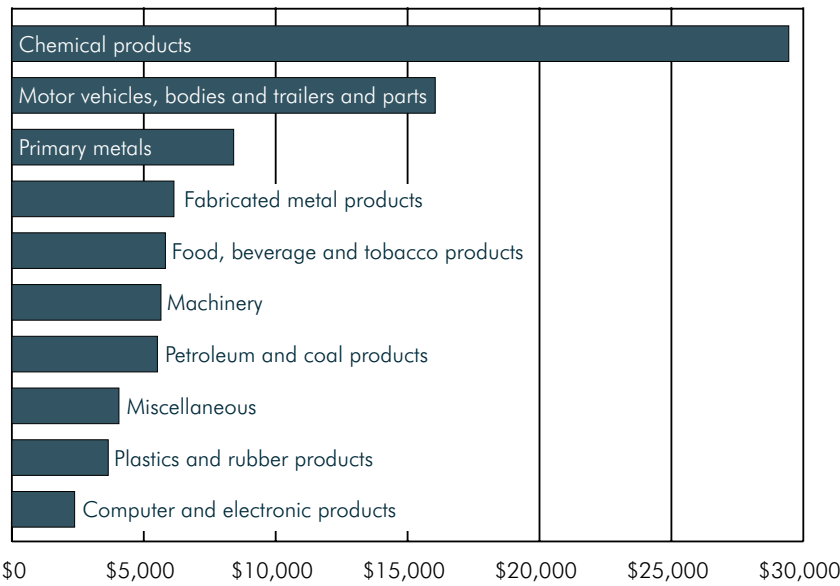 Chemical products
Motor vehicles, bodies and trailers and parts
Primary metals
Fabricated metal products
Food, beverage and tobacco products
Machinery
Petroleum and coal products
Miscellaneous
Plastics and rubber products
Computer and electronic products
$0 $5,000 $10,000 $15,000 $20,000 $25,000 $30,000